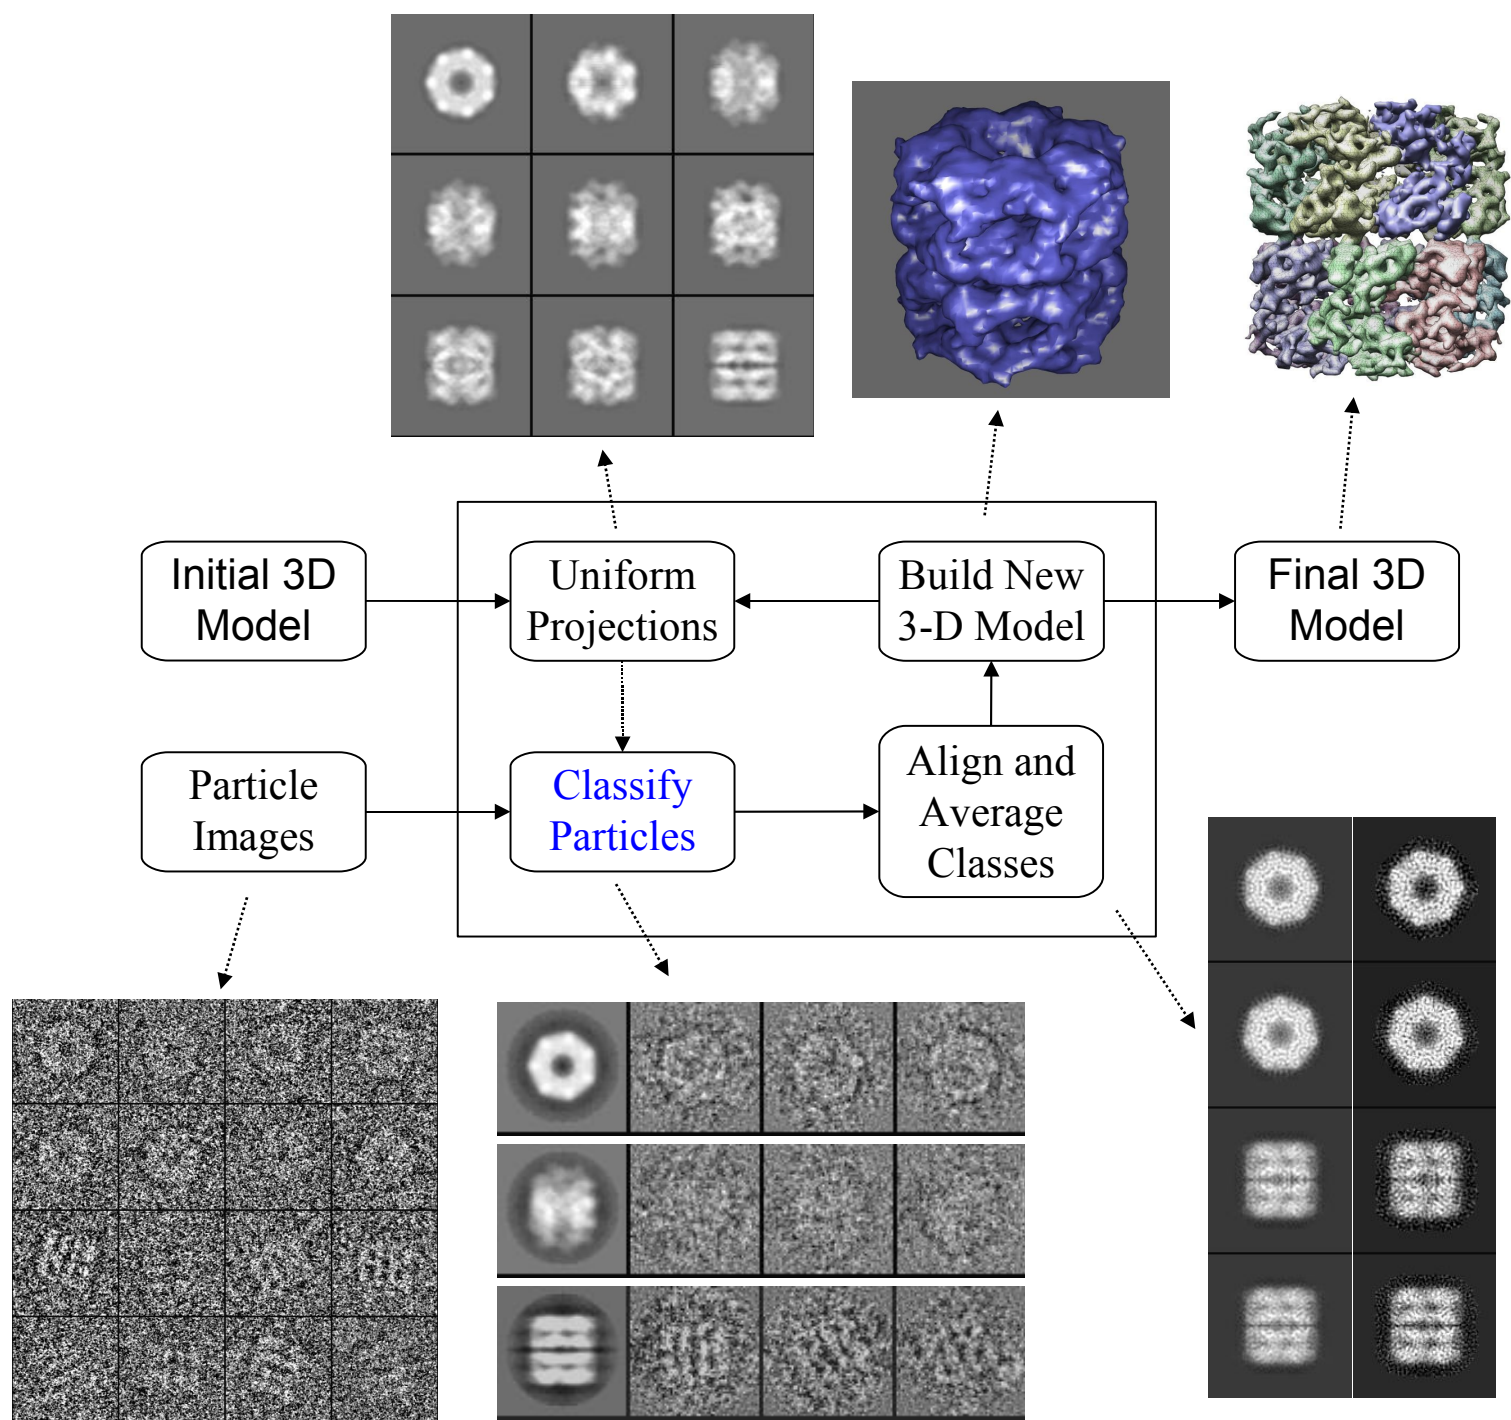 Initial 3D
Model
Uniform
Projections
Build New
3-D Model
Final 3D
Model
Particle
Images
Classify
Particles
Align and
Average
Classes